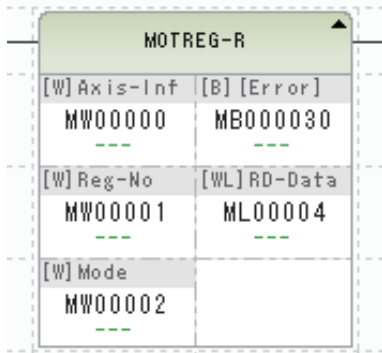 MOTREG-R
[W]Axis-Inf [B][Error]
MW00000 MB000030
--- ---
[W]Reg-No [WL]RD-Data
MW00001 ML00004
--- ---
[W]Mode
MW00002
---